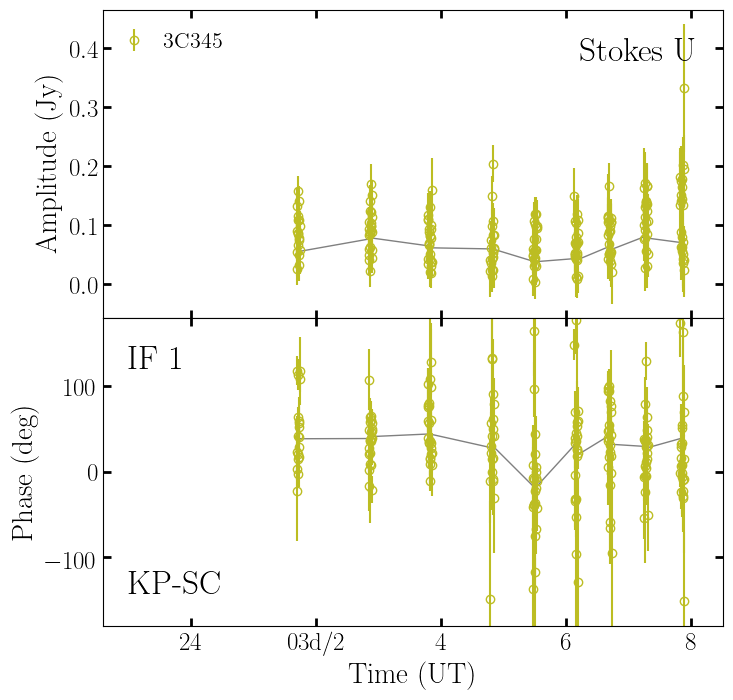 3C345
Stokes U
0.4
0.3
0.2
0.1
0.0
Amplitude (Jy)
IF 1
100
0
−100
Phase (deg)
KP-SC
24 03d/2 4 6 8
Time (UT)